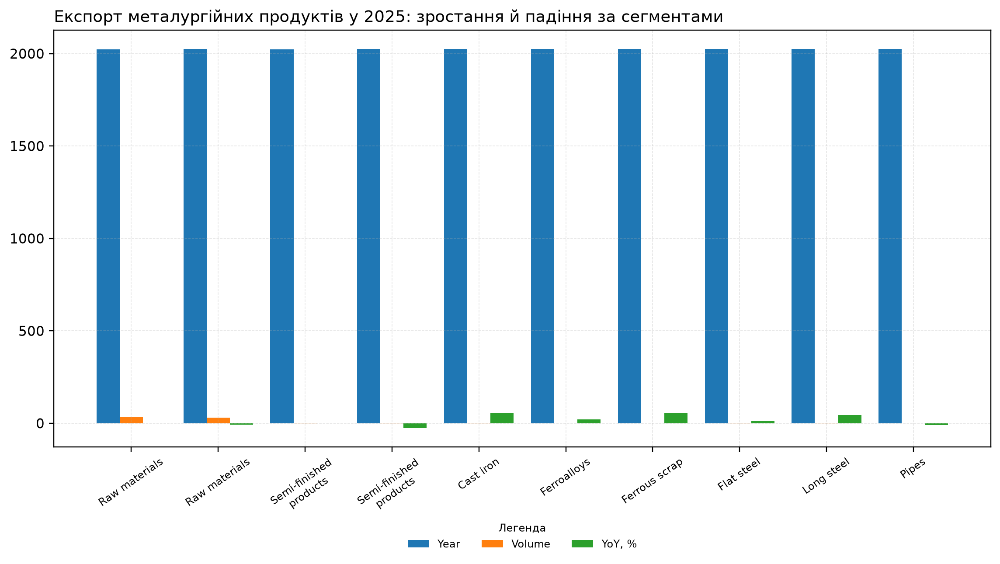 Експорт металургійних продуктів у 2025: зростання й падіння за сегментами
2000
1500
1000
500
0
Raw materials
Raw materials
Semi-finished
products
Semi-finished
products
Cast iron
Ferroalloys
Ferrous scrap
Flat steel
Long steel
Pipes
Легенда
Year
Volume
YoY, %